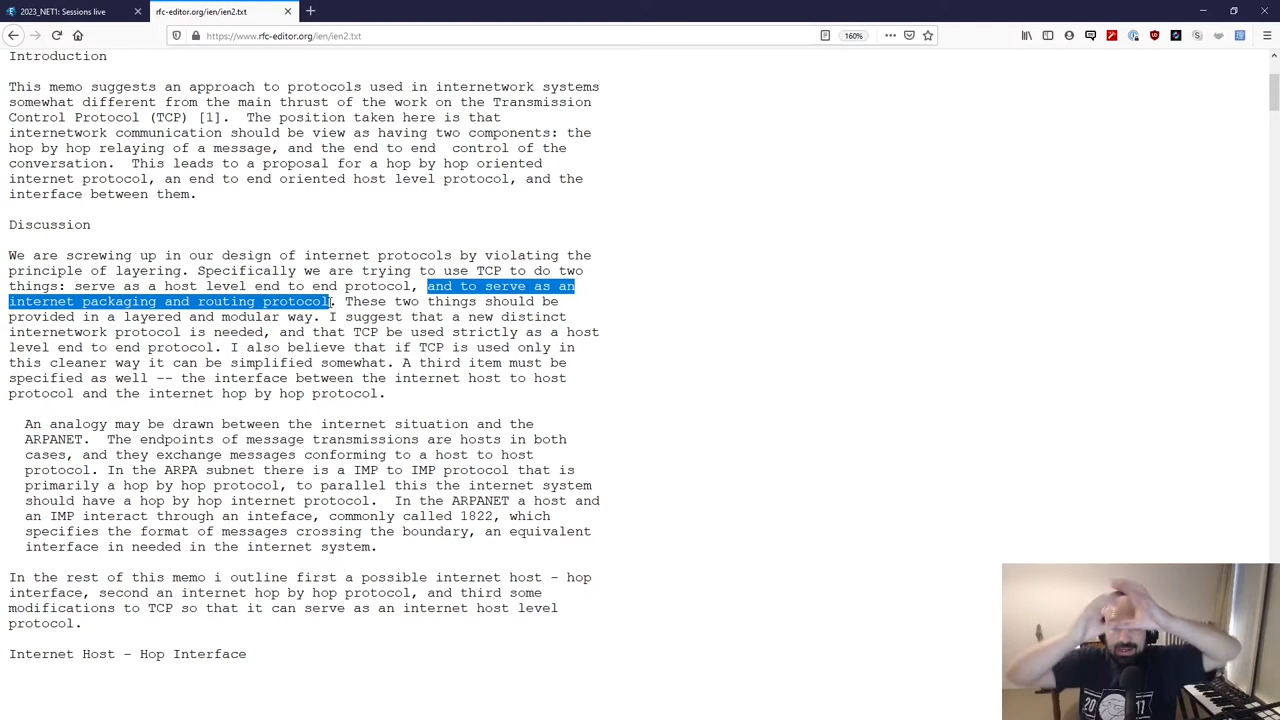 2023_NET1: Sessions live
rfc-editor.org/ien/ien2.txt
https://www.rfc-editor.org/ien/ien2.txt
160%
Introduction
This memo suggests an approach to protocols used in internetwork systems
somewhat different from the main thrust of the work on the Transmission
Control Protocol (TCP) [1].  The position taken here is that
internetwork communication should be view as having two components: the
hop by hop relaying of a message, and the end to end  control of the
conversation.  This leads to a proposal for a hop by hop oriented
internet protocol, an end to end oriented host level protocol, and the
interface between them.
Discussion
We are screwing up in our design of internet protocols by violating the
principle of layering. Specifically we are trying to use TCP to do two
things: serve as a host level end to end protocol, and to serve as an
internet packaging and routing protocol. These two things should be
provided in a layered and modular way. I suggest that a new distinct
internetwork protocol is needed, and that TCP be used strictly as a host
level end to end protocol. I also believe that if TCP is used only in
this cleaner way it can be simplified somewhat. A third item must be
specified as well -- the interface between the internet host to host
protocol and the internet hop by hop protocol.
An analogy may be drawn between the internet situation and the
ARPANET.  The endpoints of message transmissions are hosts in both
cases, and they exchange messages conforming to a host to host
protocol. In the ARPA subnet there is a IMP to IMP protocol that is
primarily a hop by hop protocol, to parallel this the internet system
should have a hop by hop internet protocol.  In the ARPANET a host and
an IMP interact through an inteface, commonly called 1822, which
specifies the format of messages crossing the boundary, an equivalent
interface in needed in the internet system.
In the rest of this memo i outline first a possible internet host - hop
interface, second an internet hop by hop protocol, and third some
modifications to TCP so that it can serve as an internet host level
protocol.
Internet Host - Hop Interface